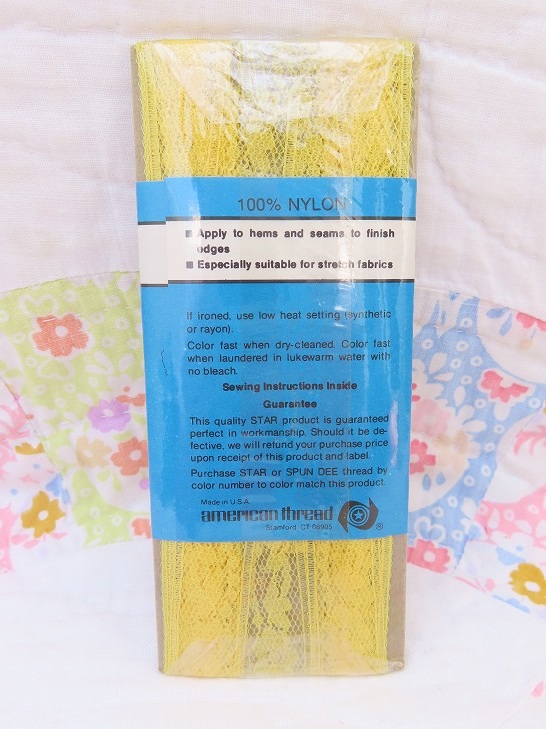 100% NYLON
■ Apply to hems and seams to finish
edges
■ Especially suitable for stretch fabrics
If ironed, use low heat setting (synthetic
or rayon).
Color fast when dry-cleaned. Color fast
when laundered in lukewarm water with
no bleach.
Sewing Instructions Inside
Guarantee
This quality STAR product is guaranteed
perfect in workmanship. Should it be de-
fective, we will refund your purchase price
upon receipt of this product and label.
Purchase STAR or SPUN DEE thread by
color number to color match this product.
Made in U.S.A.
american thread ®
Stamford, CT 06905